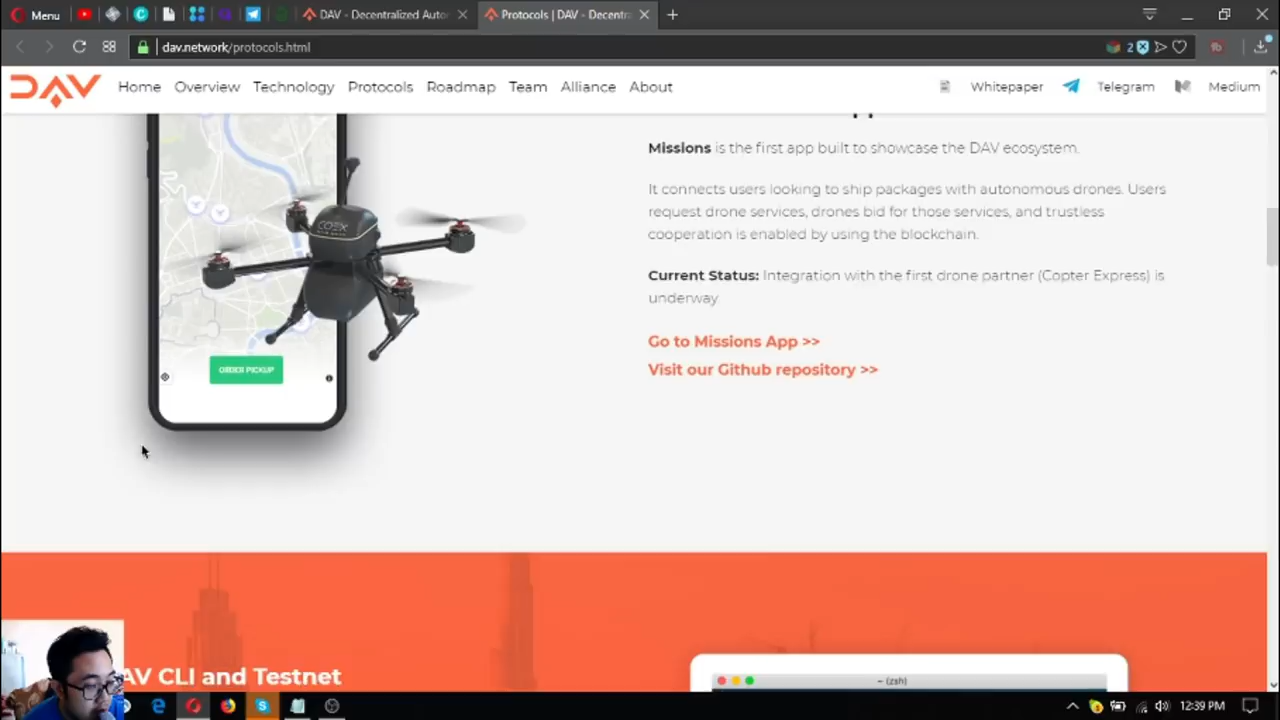 Menu
DAV - Decentralized Auto
Protocols | DAV - Decentra
dav.network/protocols.html
2
DAV
Home
Overview
Technology
Protocols
Roadmap
Team
Alliance
About
Whitepaper
Telegram
Medium
Missions is the first app built to showcase the DAV ecosystem.
It connects users looking to ship packages with autonomous drones. Users
request drone services, drones bid for those services, and trustless
cooperation is enabled by using the blockchain.
Current Status: Integration with the first drone partner (Copter Express) is
underway.
Go to Missions App >>
Visit our Github repository >>
COEX
ORDER PICKUP
AV CLI and Testnet
~ (zsh)
12:39 PM